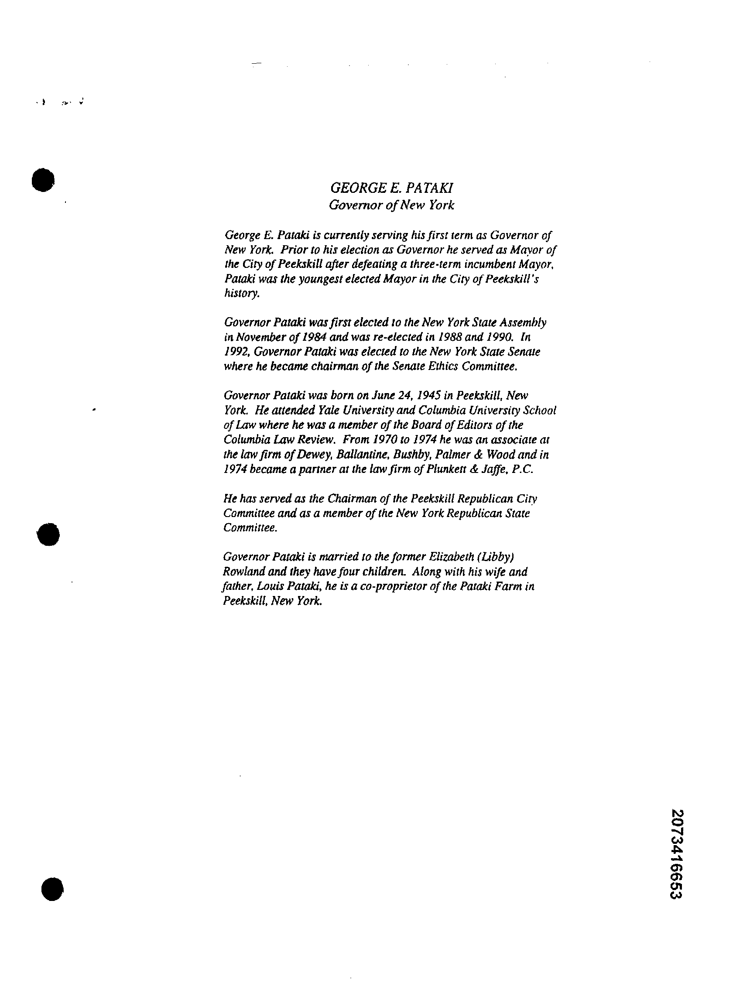 GEORGE E. PATAKI
Governor of New York
George E. Pataki is currently serving his first term as Governor of
New York. Prior to his election as Governor he served as Mayor of
the City of Peekskill after defeating a three-term incumbent Mayor,
Pataki was the youngest elected Mayor in the City of Peekskill's
history.
Governor Pataki was first elected to the New York State Assembly
in November of 1984 and was re-elected in 1988 and 1990. In
1992, Governor Pataki was elected to the New York State Senate
where he became chairman of the Senate Ethics Committee.
Governor Pataki was born on June 24, 1945 in Peekskill, New
York. He attended Yale University and Columbia University School
of Law where he was a member of the Board of Editors of the
Columbia Law Review. From 1970 to 1974 he was an associate at
the law firm of Dewey, Ballantine, Bushby, Palmer & Wood and in
1974 became a partner at the law firm of Plunkett & Jaffe, P.C.
He has served as the Chairman of the Peekskill Republican City
Committee and as a member of the New York Republican State
Committee.
Governor Pataki is married to the former Elizabeth (Libby)
Rowland and they have four children. Along with his wife and
father, Louis Pataki, he is a co-proprietor of the Pataki Farm in
Peekskill, New York.
2073416653